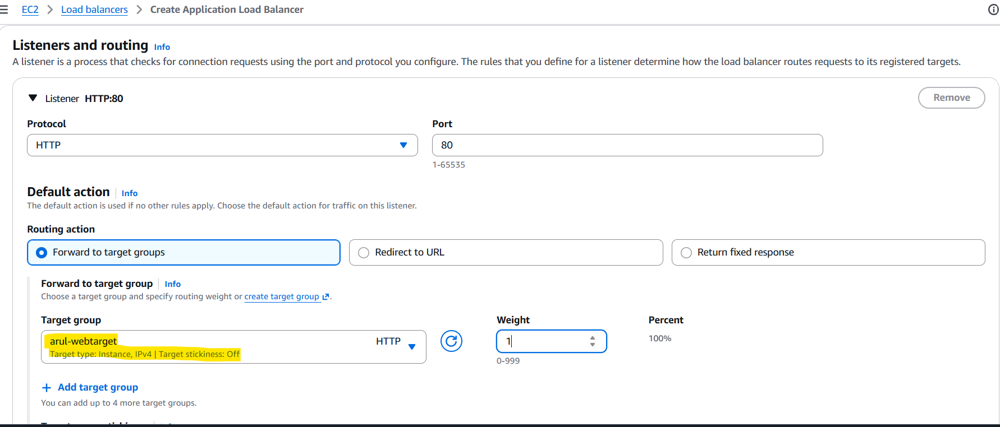 EC2 > Load balancers > Create Application Load Balancer
Listeners and routing Info
A listener is a process that checks for connection requests using the port and protocol you configure. The rules that you define for a listener determine how the load balancer routes requests to its registered targets.
Listener HTTP:80 Remove
Protocol Port
HTTP 80
1-65535
Default action Info
The default action is used if no other rules apply. Choose the default action for traffic on this listener.
Routing action
Forward to target groups Redirect to URL Return fixed response
Forward to target group Info
Choose a target group and specify routing weight or create target group.
Target group Weight Percent
arul-webtarget HTTP 1 100%
Target type: Instance, IPv4 | Target stickiness: Off
0-999
+ Add target group
You can add up to 4 more target groups.